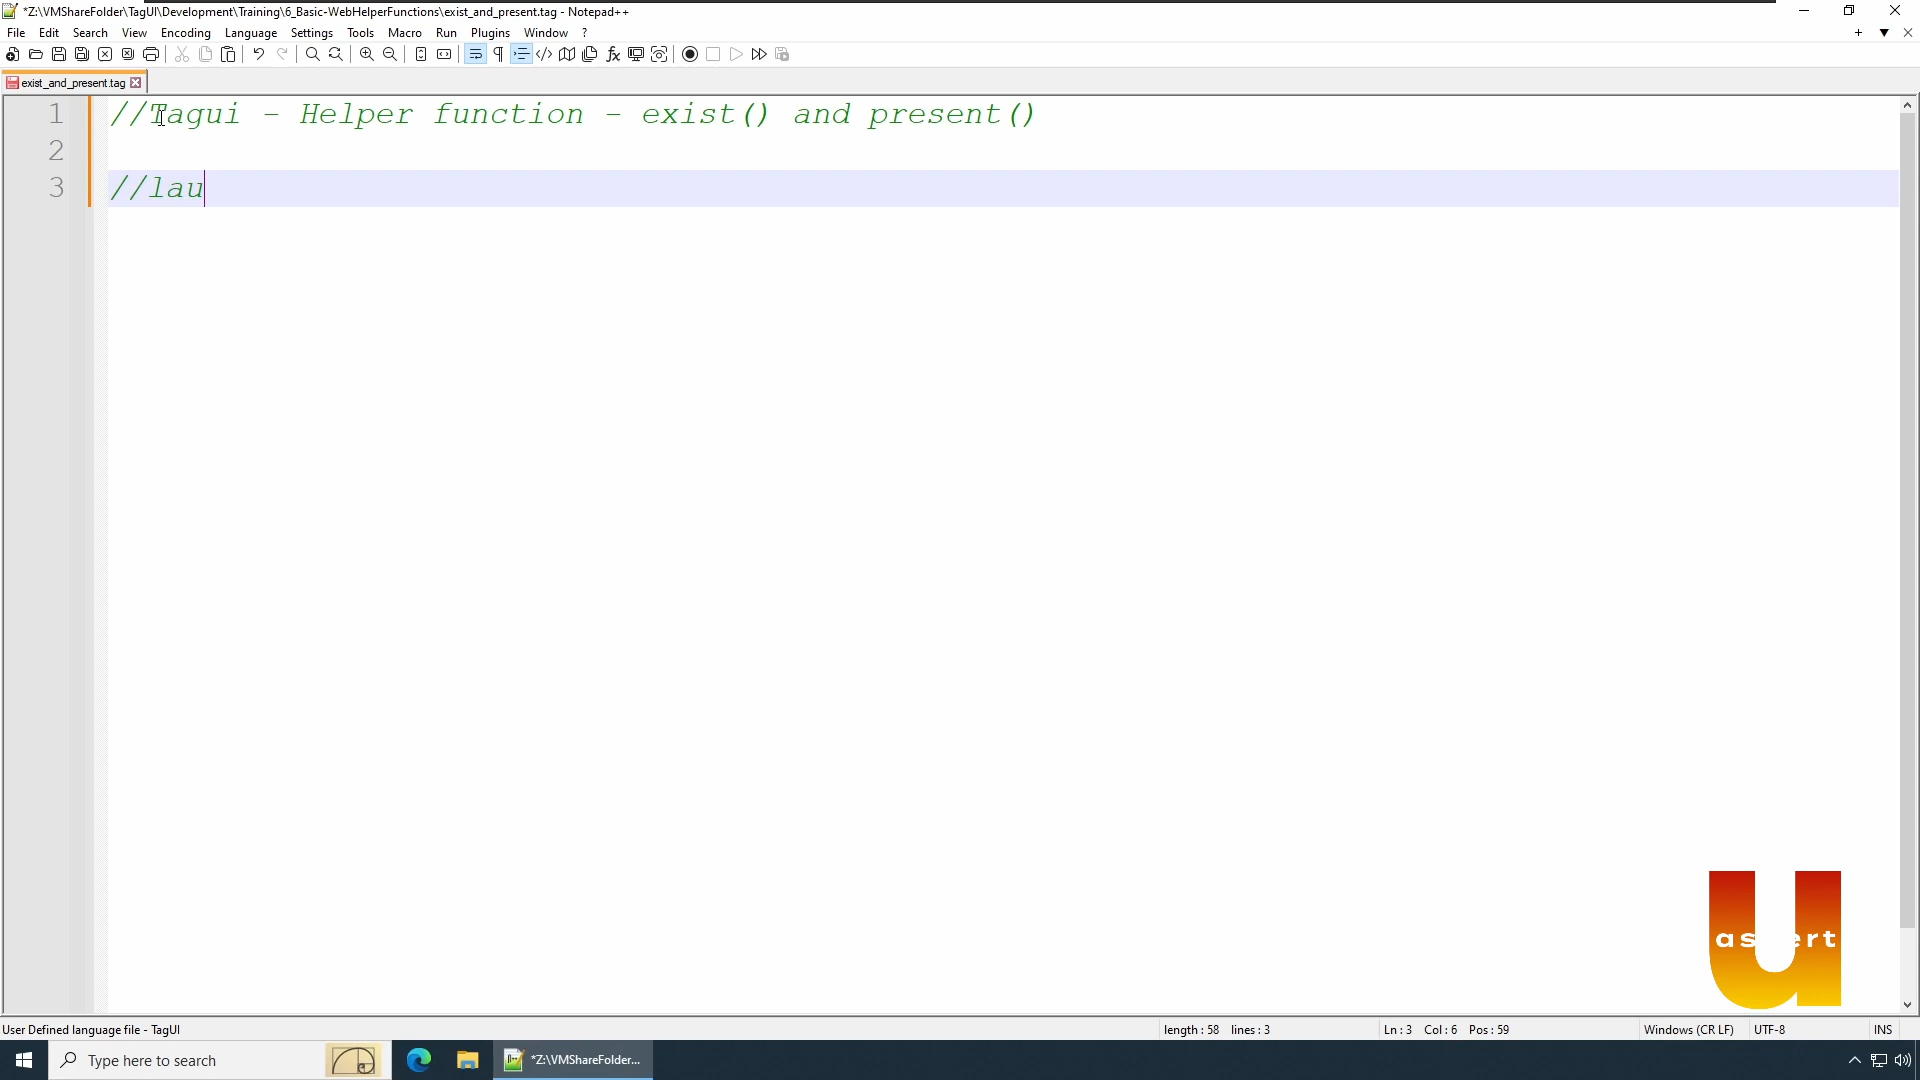 *Z:\VMShareFolder\TagUI\Development\Training\6_Basic-WebHelperFunctions\exist_and_present.tag - Notepad++
File Edit Search View Encoding Language Settings Tools Macro Run Plugins Window ?
exist_and_present.tag
1 //Tagui - Helper function - exist() and present()
2
3 //lau
assert
User Defined language file - TagUI length : 58 lines : 3 Ln : 3 Col : 6 Pos : 59 Windows (CR LF) UTF-8 INS
Type here to search *Z:\VMShareFolder...